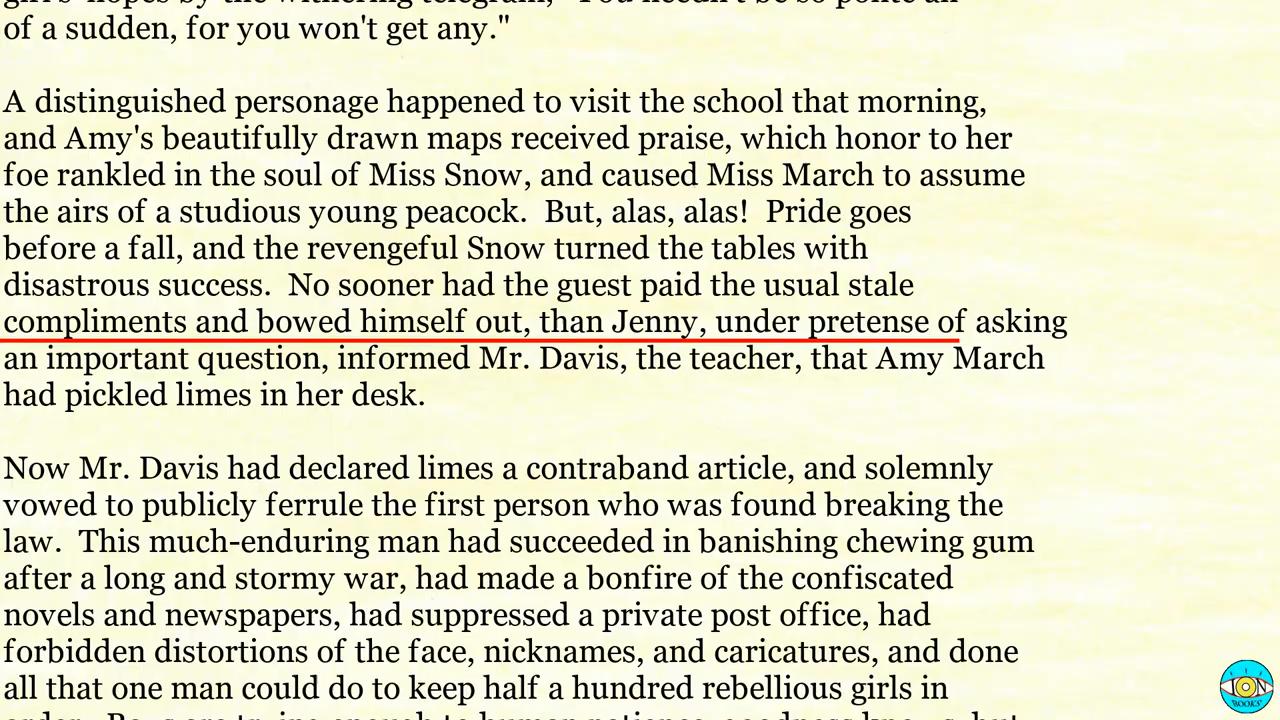 of a sudden, for you won't get any."
A distinguished personage happened to visit the school that morning,
and Amy's beautifully drawn maps received praise, which honor to her
foe rankled in the soul of Miss Snow, and caused Miss March to assume
the airs of a studious young peacock.  But, alas, alas!  Pride goes
before a fall, and the revengeful Snow turned the tables with
disastrous success.  No sooner had the guest paid the usual stale
compliments and bowed himself out, than Jenny, under pretense of asking
an important question, informed Mr. Davis, the teacher, that Amy March
had pickled limes in her desk.
Now Mr. Davis had declared limes a contraband article, and solemnly
vowed to publicly ferrule the first person who was found breaking the
law.  This much-enduring man had succeeded in banishing chewing gum
after a long and stormy war, had made a bonfire of the confiscated
novels and newspapers, had suppressed a private post office, had
forbidden distortions of the face, nicknames, and caricatures, and done
all that one man could do to keep half a hundred rebellious girls in
ION
BOOKS